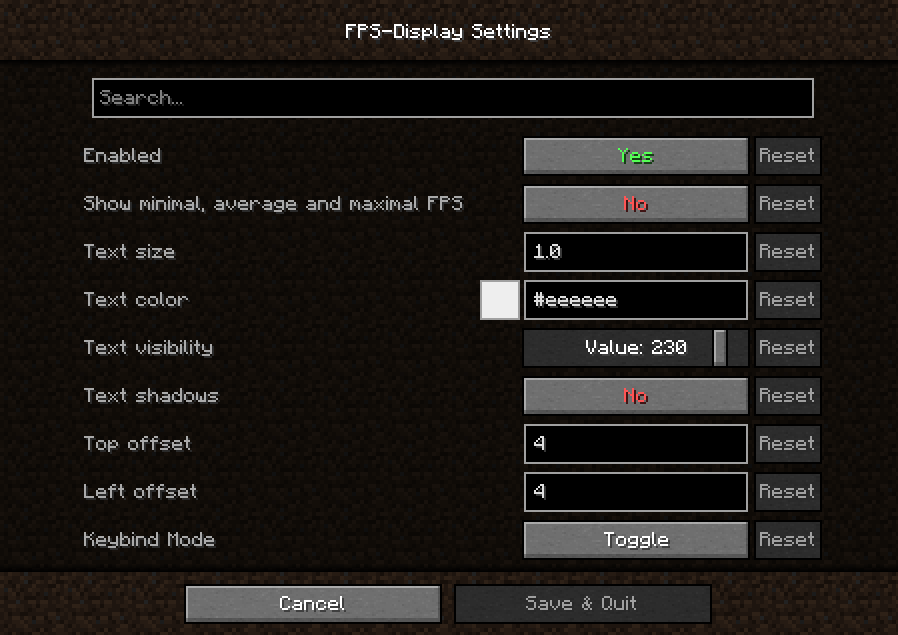 FPS-Display Settings
Search...
Enabled Yes Reset
Show minimal, average and maximal FPS No Reset
Text size 1.0 Reset
Text color #eeeeee Reset
Text visibility Value: 230 Reset
Text shadows No Reset
Top offset 4 Reset
Left offset 4 Reset
Keybind Mode Toggle Reset
Cancel Save & Quit